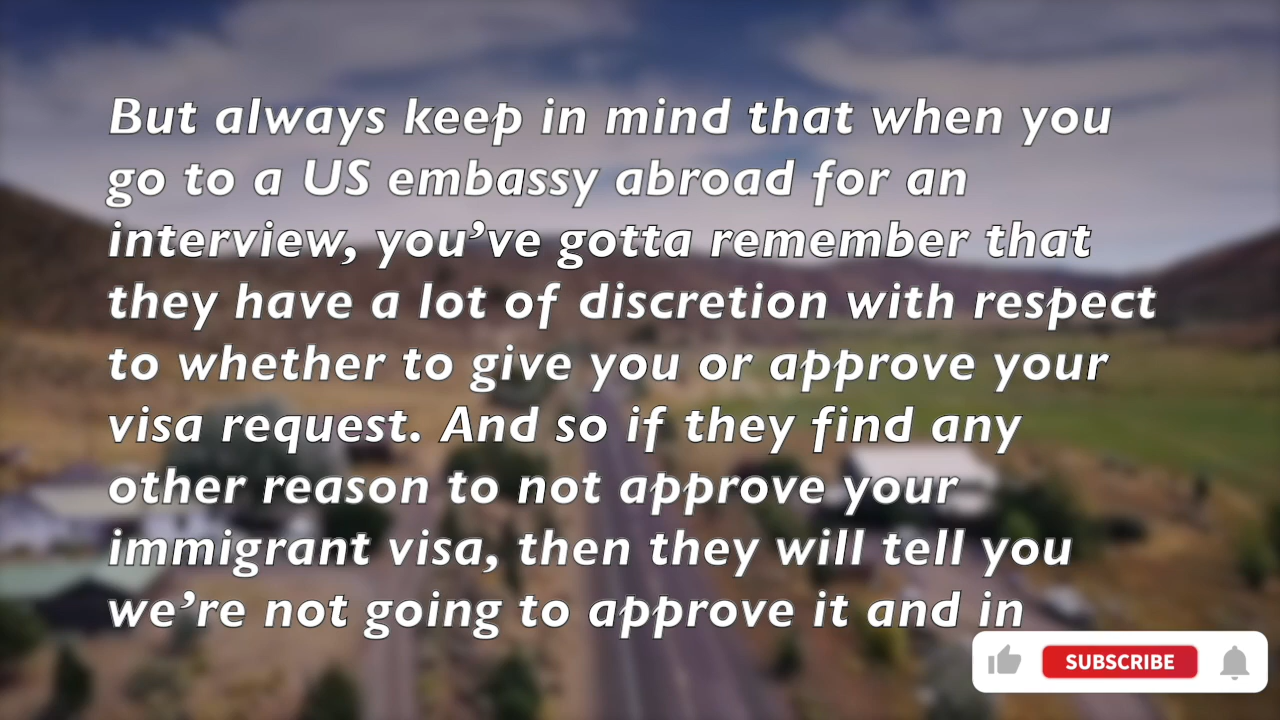 But always keep in mind that when you
go to a US embassy abroad for an
interview, you’ve gotta remember that
they have a lot of discretion with respect
to whether to give you or approve your
visa request. And so if they find any
other reason to not approve your
immigrant visa, then they will tell you
we’re not going to approve it and in
SUBSCRIBE